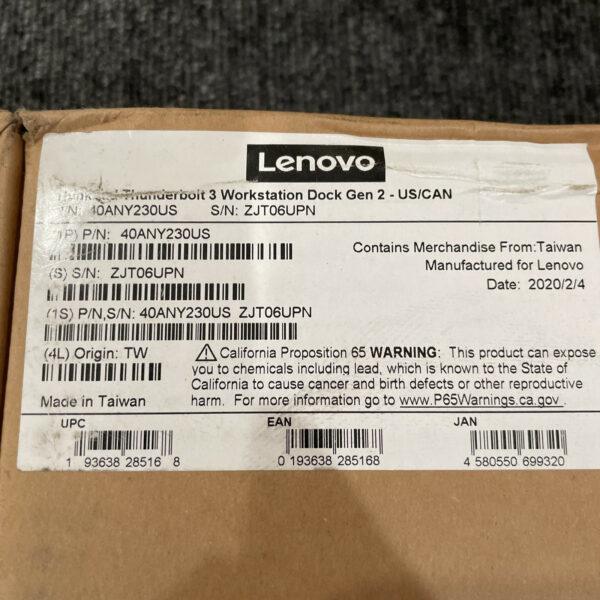 Lenovo
Thunderbolt 3 Workstation Dock Gen 2 - US/CAN
40ANY230US S/N: ZJT06UPN
(1P) P/N: 40ANY230US
(S) S/N: ZJT06UPN
(1S) P/N,S/N: 40ANY230US ZJT06UPN
Contains Merchandise From:Taiwan
Manufactured for Lenovo
Date: 2020/2/4
(4L) Origin: TW
Made in Taiwan
⚠ California Proposition 65 WARNING: This product can expose
you to chemicals including lead, which is known to the State of
California to cause cancer and birth defects or other reproductive
harm. For more information go to www.P65Warnings.ca.gov.
UPC
1 93638 28516 8
EAN
0 193638 285168
JAN
4 580550 699320